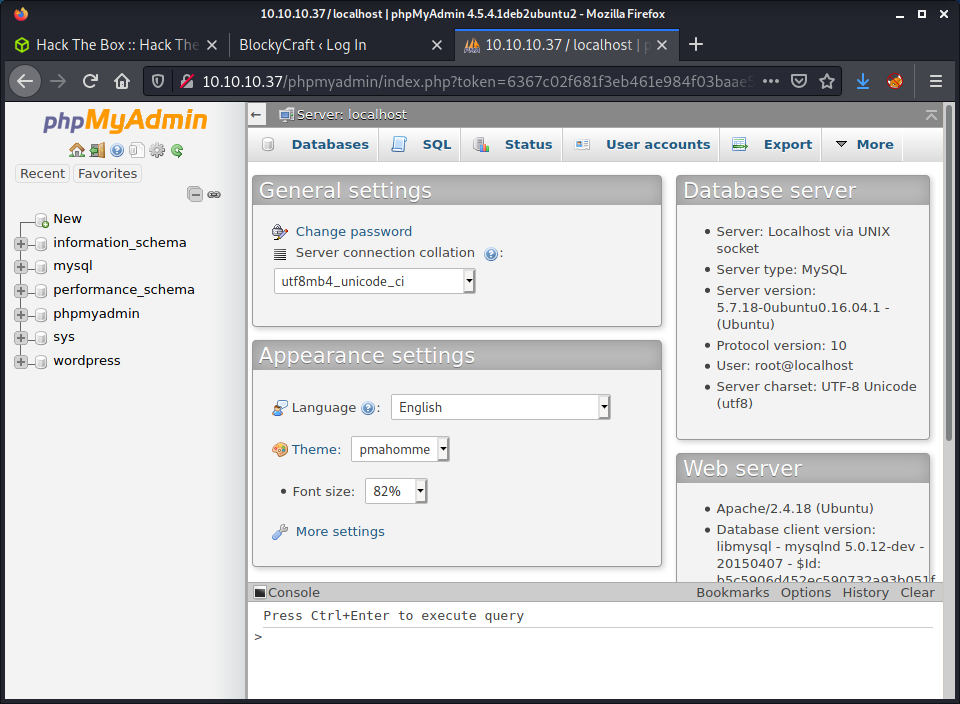 10.10.10.37 / localhost | phpMyAdmin 4.5.4.1deb2ubuntu2 - Mozilla Firefox
Hack The Box :: Hack The
BlockyCraft ‹ Log In
10.10.10.37 / localhost | p
10.10.10.37/phpmyadmin/index.php?token=6367c02f681f3eb461e984f03baae
phpMyAdmin
Recent
Favorites
New
information_schema
mysql
performance_schema
phpmyadmin
sys
wordpress
Server: localhost
Databases
SQL
Status
User accounts
Export
More
General settings
Change password
Server connection collation :
utf8mb4_unicode_ci
Appearance settings
Language :
English
Theme:
pmahomme
Font size:
82%
More settings
Database server
Server: Localhost via UNIX
socket
Server type: MySQL
Server version:
5.7.18-0ubuntu0.16.04.1 -
(Ubuntu)
Protocol version: 10
User: root@localhost
Server charset: UTF-8 Unicode
(utf8)
Web server
Apache/2.4.18 (Ubuntu)
Database client version:
libmysql - mysqlnd 5.0.12-dev -
20150407 - $Id:
b5c5906d452ec590732a93b051f
Console
Bookmarks
Options
History
Clear
Press Ctrl+Enter to execute query
>